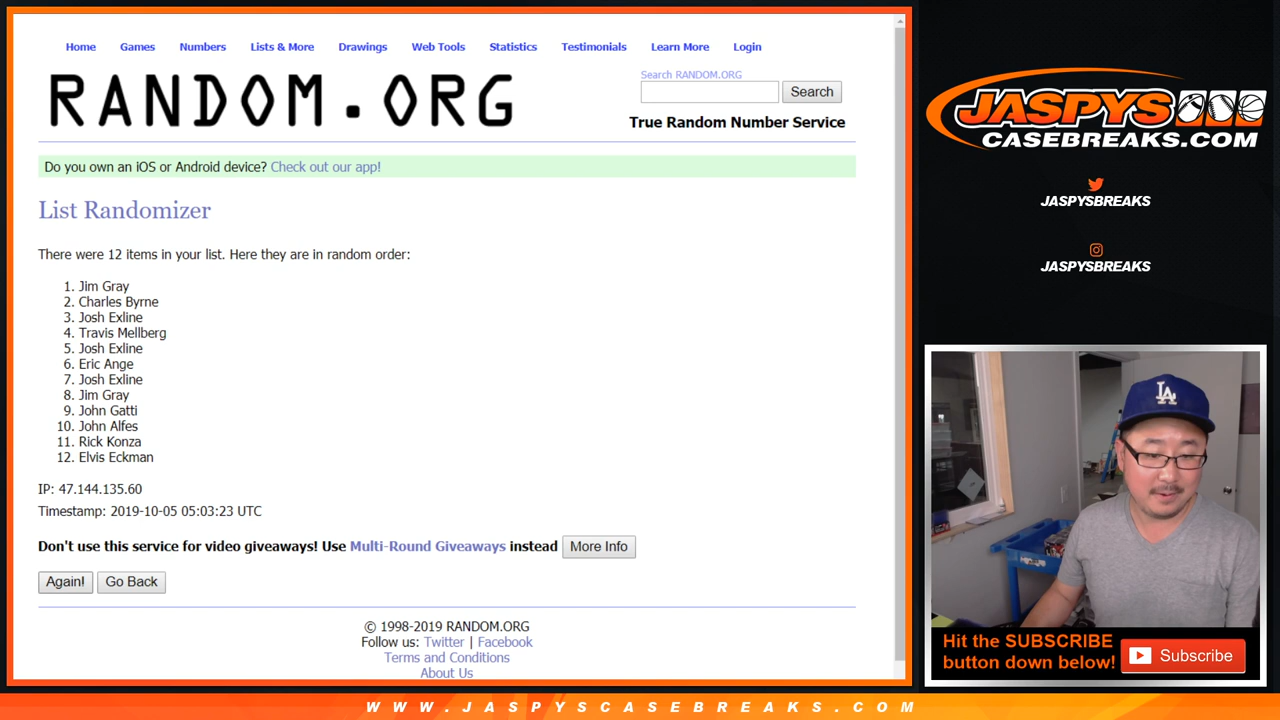 Home Games Numbers Lists & More Drawings Web Tools Statistics Testimonials Learn More Login
RANDOM.ORG
Search RANDOM.ORG
Search
True Random Number Service
Do you own an iOS or Android device? Check out our app!
List Randomizer
There were 12 items in your list. Here they are in random order:
1. Jim Gray
2. Charles Byrne
3. Josh Exline
4. Travis Mellberg
5. Josh Exline
6. Eric Ange
7. Josh Exline
8. Jim Gray
9. John Gatti
10. John Alfes
11. Rick Konza
12. Elvis Eckman
IP: 47.144.135.60
Timestamp: 2019-10-05 05:03:23 UTC
Don't use this service for video giveaways! Use Multi-Round Giveaways instead More Info
Again! Go Back
© 1998-2019 RANDOM.ORG
Follow us: Twitter | Facebook
Terms and Conditions
About Us
JASPYS
CASEBREAKS.COM
JASPYSBREAKS
JASPYSBREAKS
LA
Hit the SUBSCRIBE
button down below!
Subscribe
WWW.JASPYSCASEBREAKS.COM